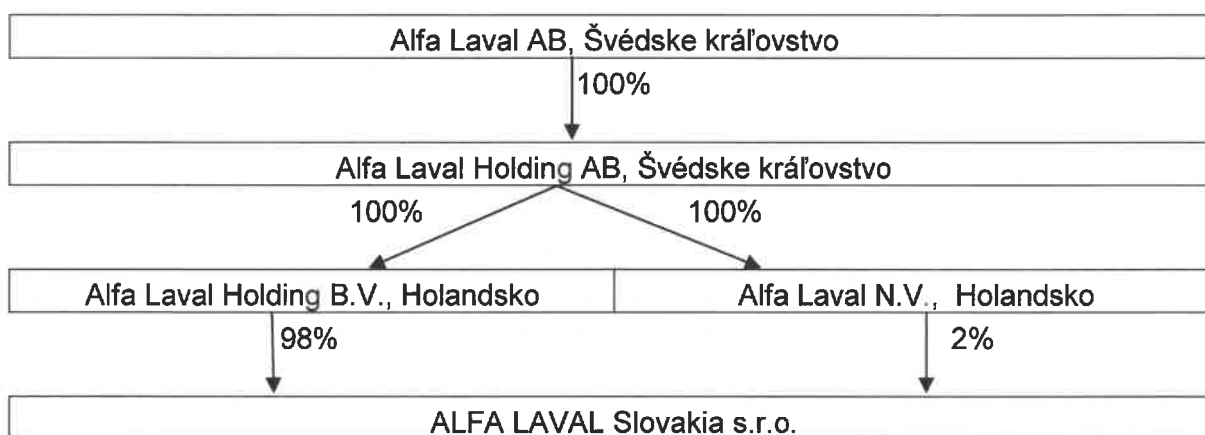 Alfa Laval AB, Švédske kráľovstvo
100%
Alfa Laval Holding AB, Švédske kráľovstvo
100% 100%
Alfa Laval Holding B.V., Holandsko Alfa Laval N.V., Holandsko
98% 2%
ALFA LAVAL Slovakia s.r.o.